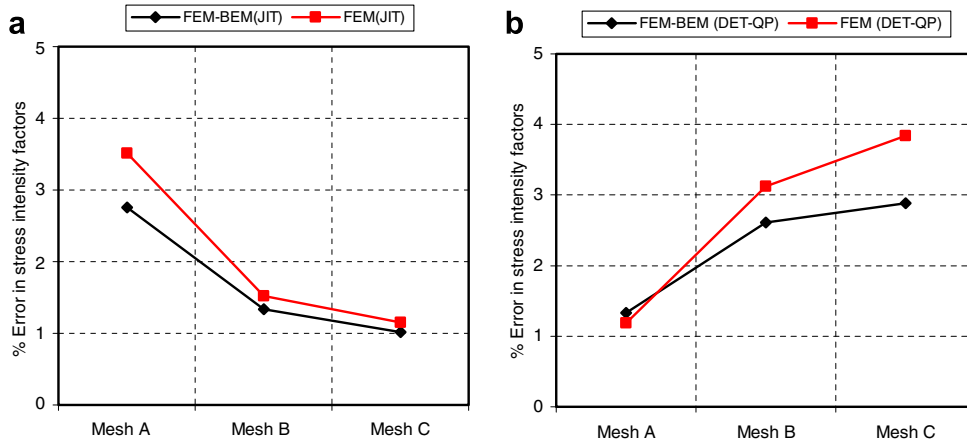 a
FEM-BEM(JIT) FEM(JIT)
% Error in stress intensity factors
5
4
3
2
1
0
Mesh A Mesh B Mesh C
b
FEM-BEM (DET-QP) FEM (DET-QP)
% Error in stress intensity factors
5
4
3
2
1
0
Mesh A Mesh B Mesh C